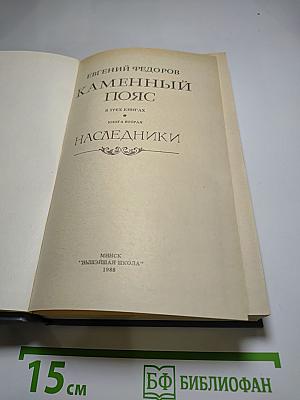 ЕВГЕНИЙ ФЕДОРОВ
КАМЕННЫЙ
ПОЯС
В ТРЕХ КНИГАХ
КНИГА ВТОРАЯ
НАСЛЕДНИКИ
МИНСК
"ВЫШЭЙШАЯ ШКОЛА"
1988
15 см
БФ БИБЛИОФАН